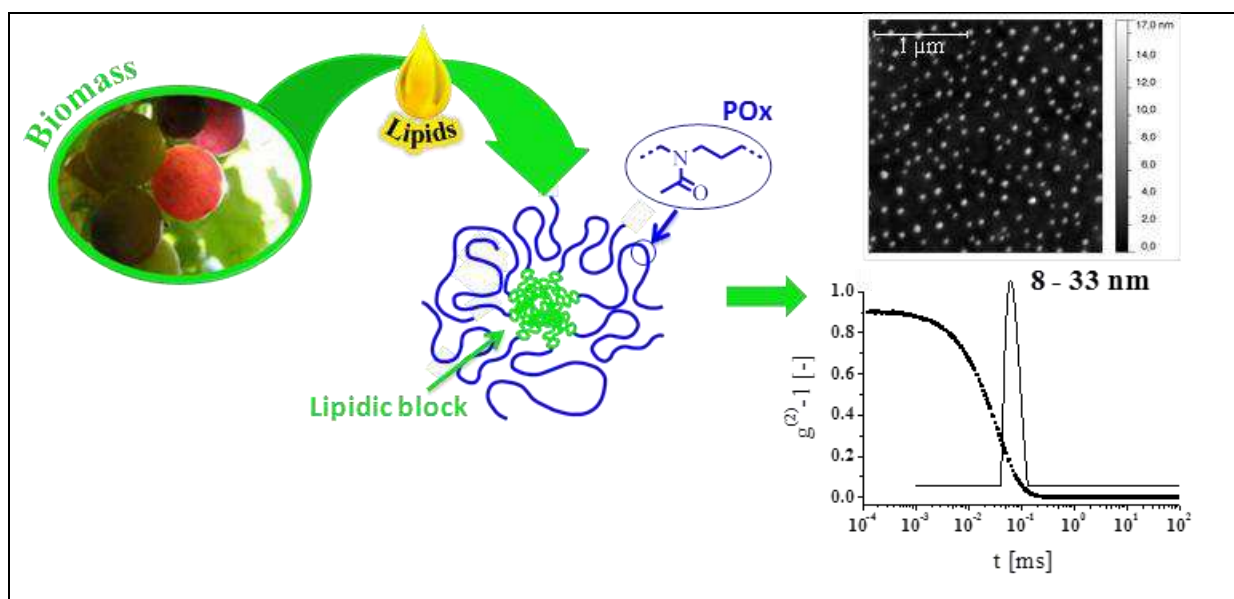 Biomass
Lipids
POx
N
O
Lipidic block
1 µm
17,0 nm
14,0
12,0
10,0
8,0
6,0
4,0
2,0
0,0
8 - 33 nm
1.0
0.8
0.6
0.4
0.2
0.0
g(2)- 1 [-]
10-4 10-3 10-2 10-1 100 101 102
t [ms]